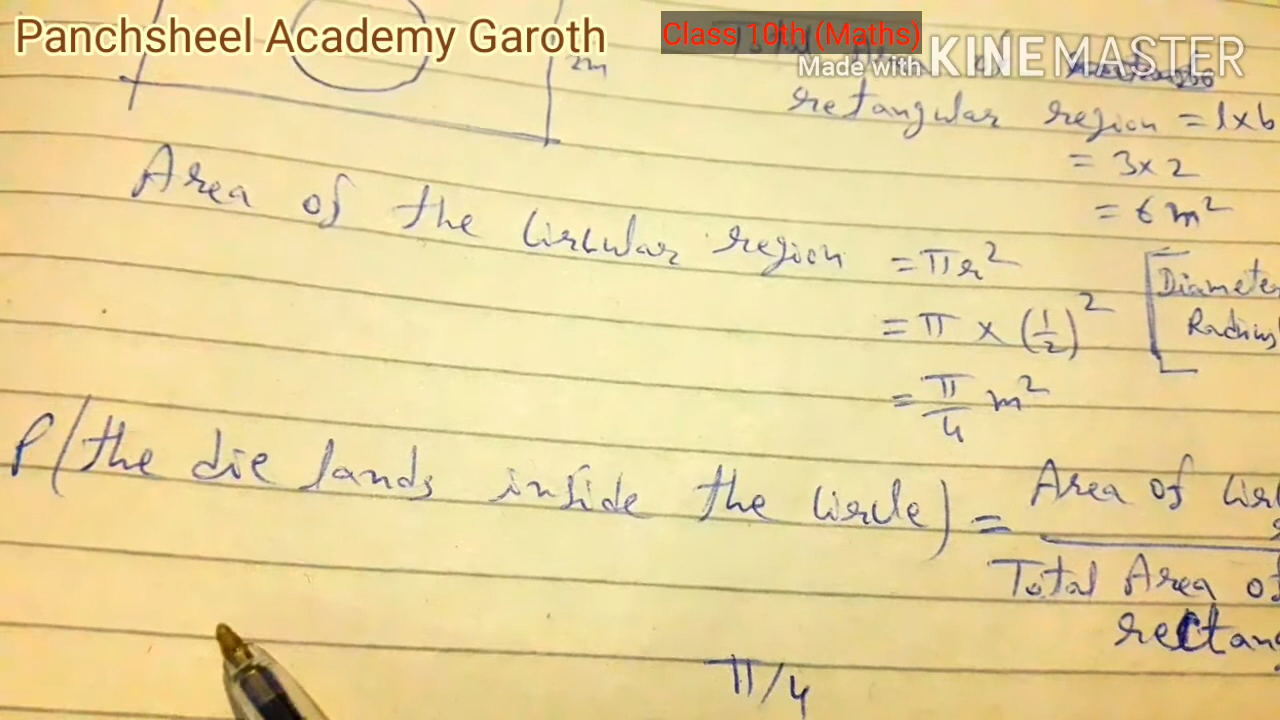 Panchsheel Academy Garoth
Class 10th (Maths)
Made with KINEMASTER
2m
rectangular region = l×b
= 3×2
= 6 m²
Area of the circular region = πr²
= π × (1/2)²
= π/4 m²
[Diameter
Radius
P(the die lands inside the circle) = Area of
Total Area of
π/4